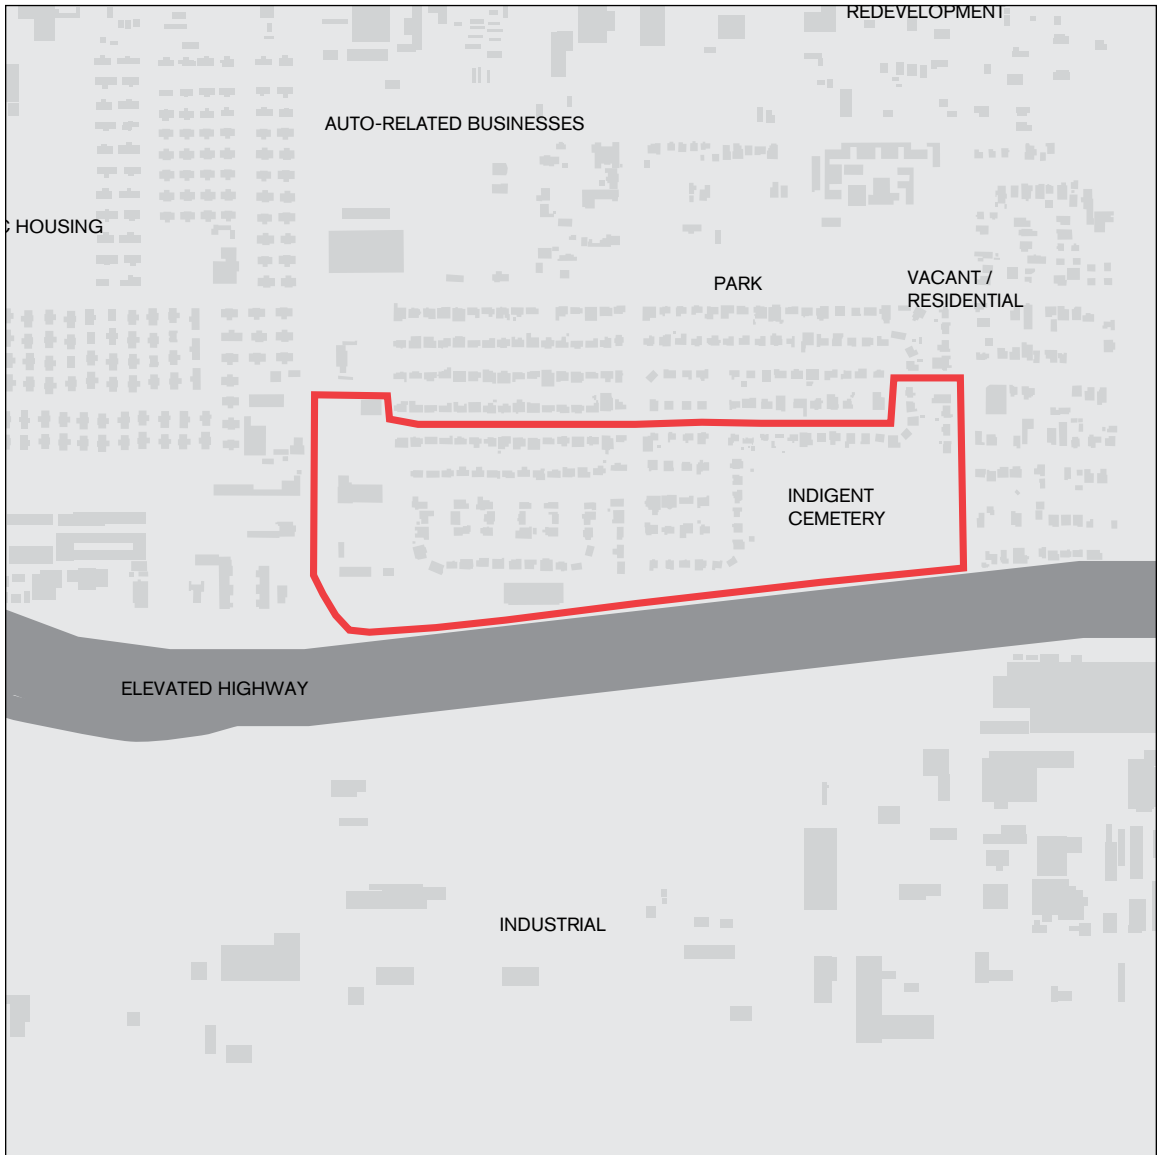 REDEVELOPMENT
AUTO-RELATED BUSINESSES
HOUSING
PARK
VACANT /
RESIDENTIAL
INDIGENT
CEMETERY
ELEVATED HIGHWAY
INDUSTRIAL